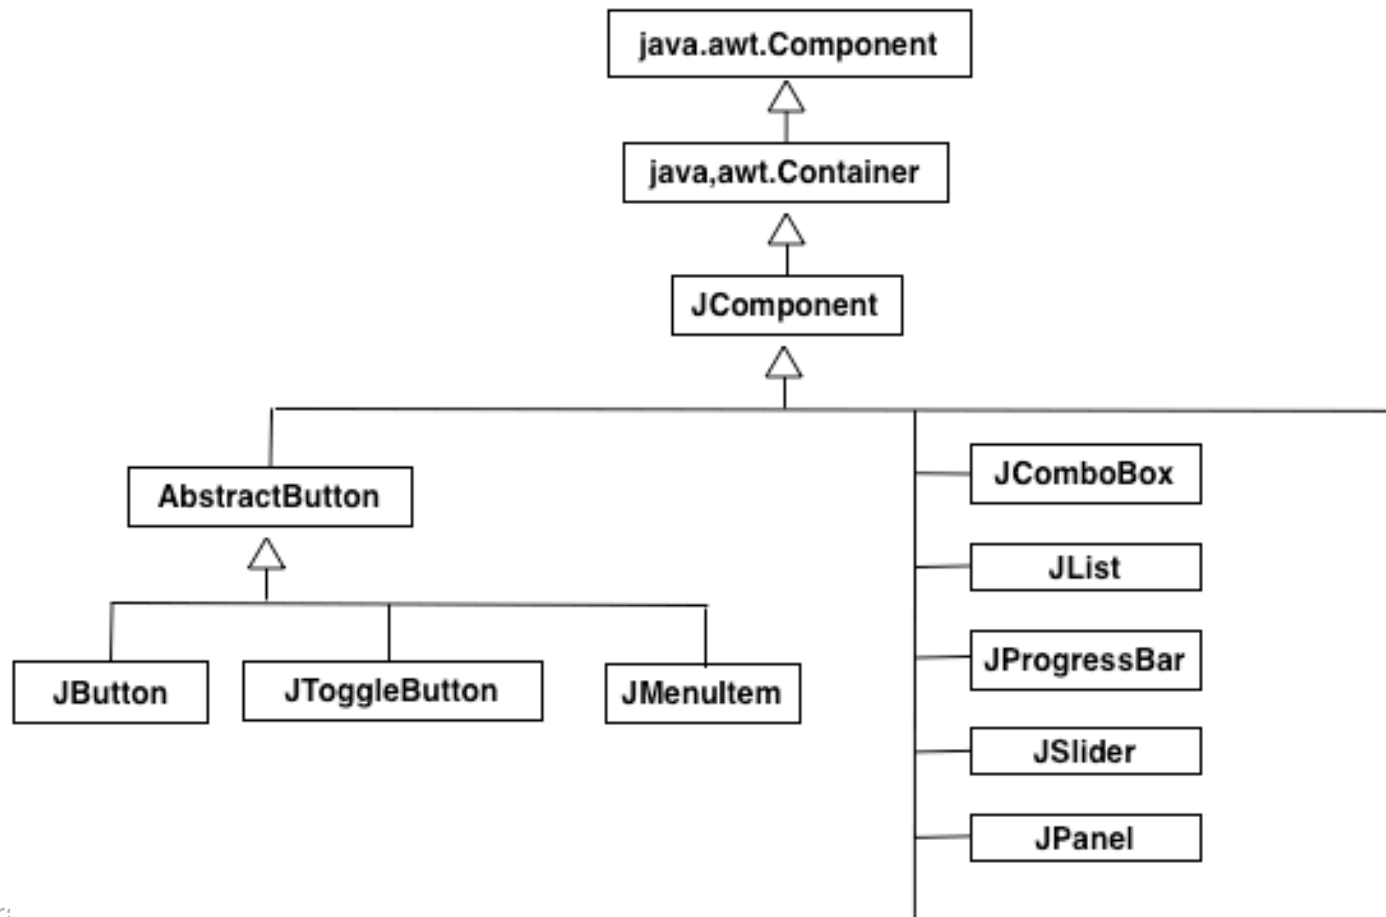 java.awt.Component
java,awt.Container
JComponent
AbstractButton
JButton
JToggleButton
JMenuItem
JComboBox
JList
JProgressBar
JSlider
JPanel